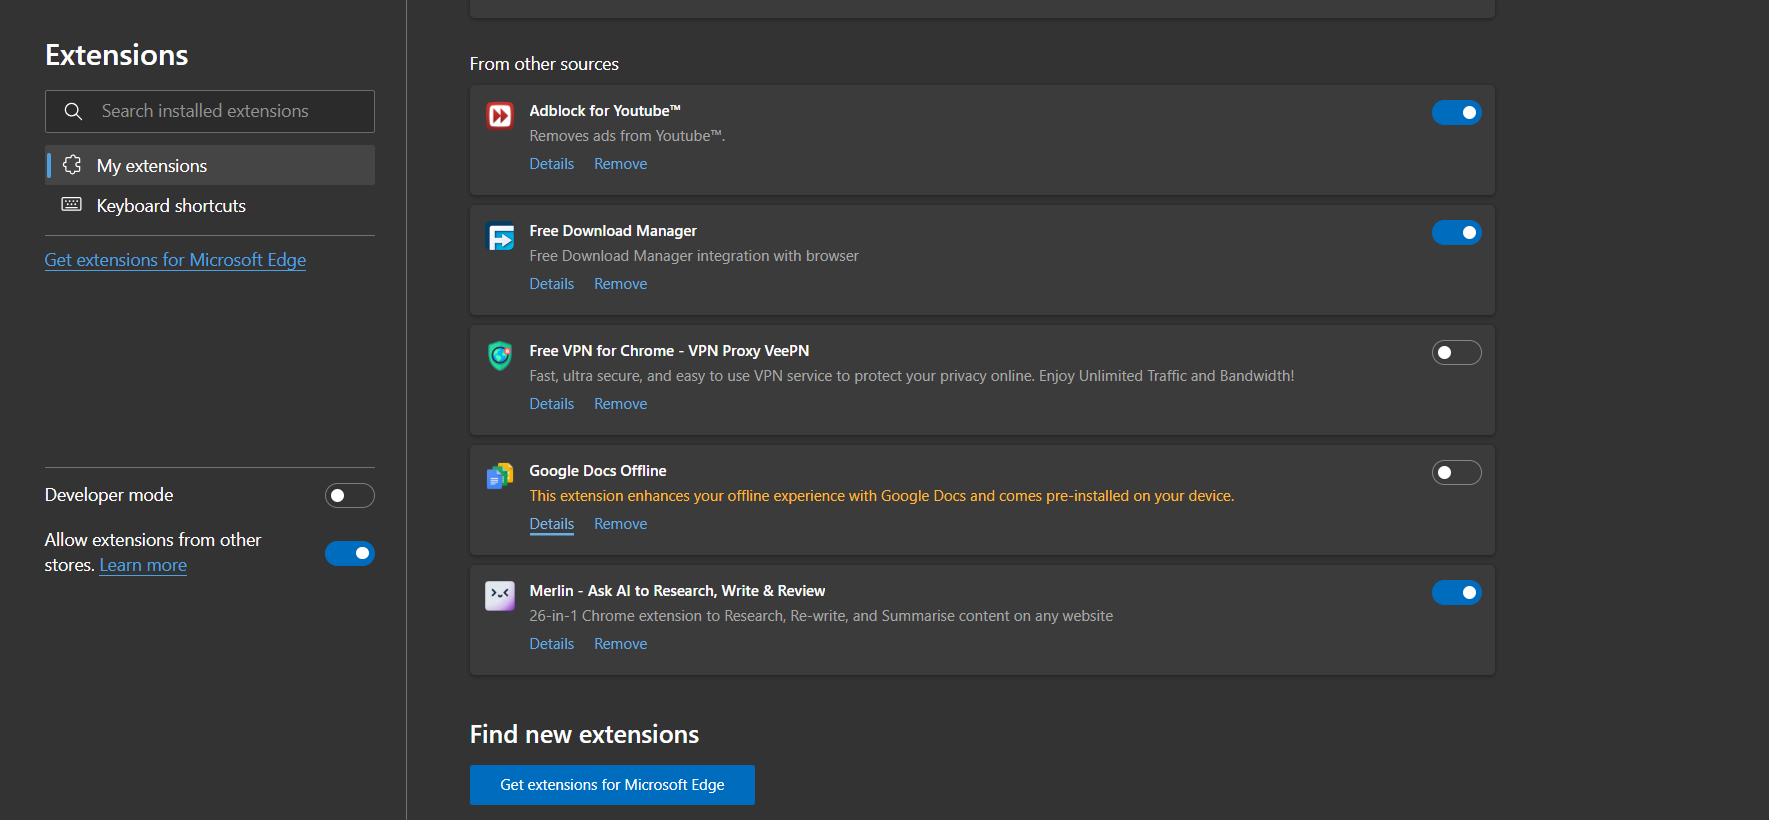 Extensions
Search installed extensions
My extensions
Keyboard shortcuts
Get extensions for Microsoft Edge
Developer mode
Allow extensions from other
stores. Learn more
From other sources
Adblock for Youtube™
Removes ads from Youtube™.
Details Remove
Free Download Manager
Free Download Manager integration with browser
Details Remove
Free VPN for Chrome - VPN Proxy VeePN
Fast, ultra secure, and easy to use VPN service to protect your privacy online. Enjoy Unlimited Traffic and Bandwidth!
Details Remove
Google Docs Offline
This extension enhances your offline experience with Google Docs and comes pre-installed on your device.
Details Remove
Merlin - Ask AI to Research, Write & Review
26-in-1 Chrome extension to Research, Re-write, and Summarise content on any website
Details Remove
Find new extensions
Get extensions for Microsoft Edge